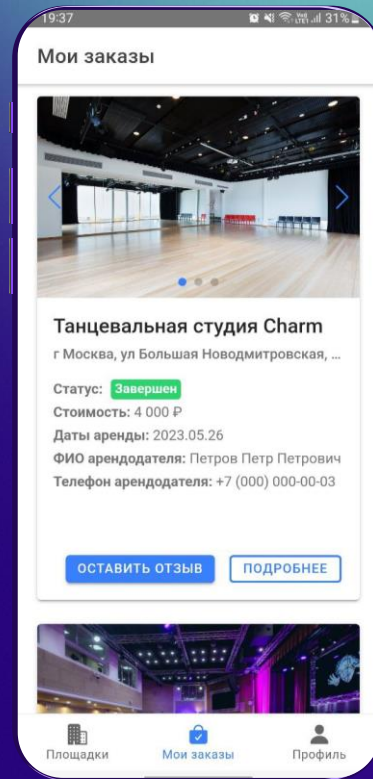 19:37 31%
Мои заказы
Танцевальная студия Charm
г Москва, ул Большая Новодмитровская, ...
Статус: Завершен
Стоимость: 4 000 ₽
Даты аренды: 2023.05.26
ФИО арендодателя: Петров Петр Петрович
Телефон арендодателя: +7 (000) 000-00-03
ОСТАВИТЬ ОТЗЫВ ПОДРОБНЕЕ
Площадки Мои заказы Профиль